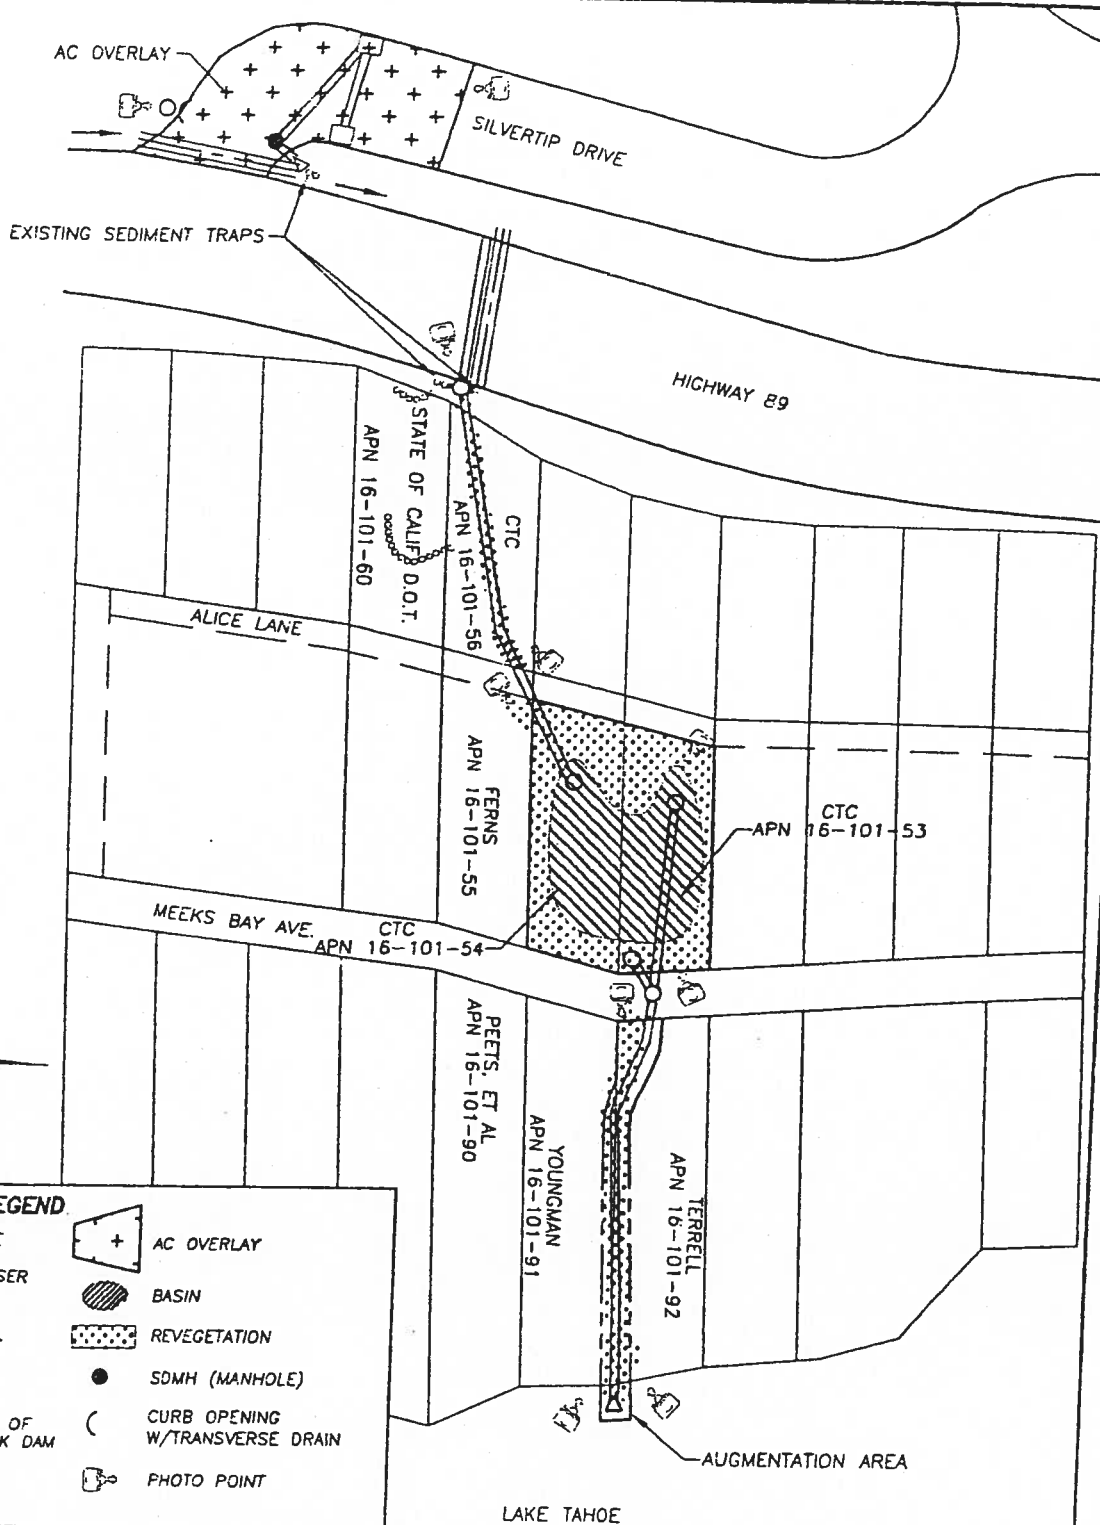 AC OVERLAY
SILVERTIP DRIVE
EXISTING SEDIMENT TRAPS
HIGHWAY 89
STATE OF CALIF D.O.T.
APN 16-101-60
CTC
APN 16-101-56
ALICE LANE
FERNS
APN 16-101-55
CTC
APN 16-101-53
MEEKS BAY AVE.
CTC
APN 16-101-54
PEETS, ET AL
APN 16-101-90
YOUNGMAN
APN 16-101-91
TERRELL
APN 16-101-92
EGEND
AC OVERLAY
SER
BASIN
REVEGETATION
SDMH (MANHOLE)
OF
K DAM
CURB OPENING
W/TRANSVERSE DRAIN
PHOTO POINT
AUGMENTATION AREA
LAKE TAHOE